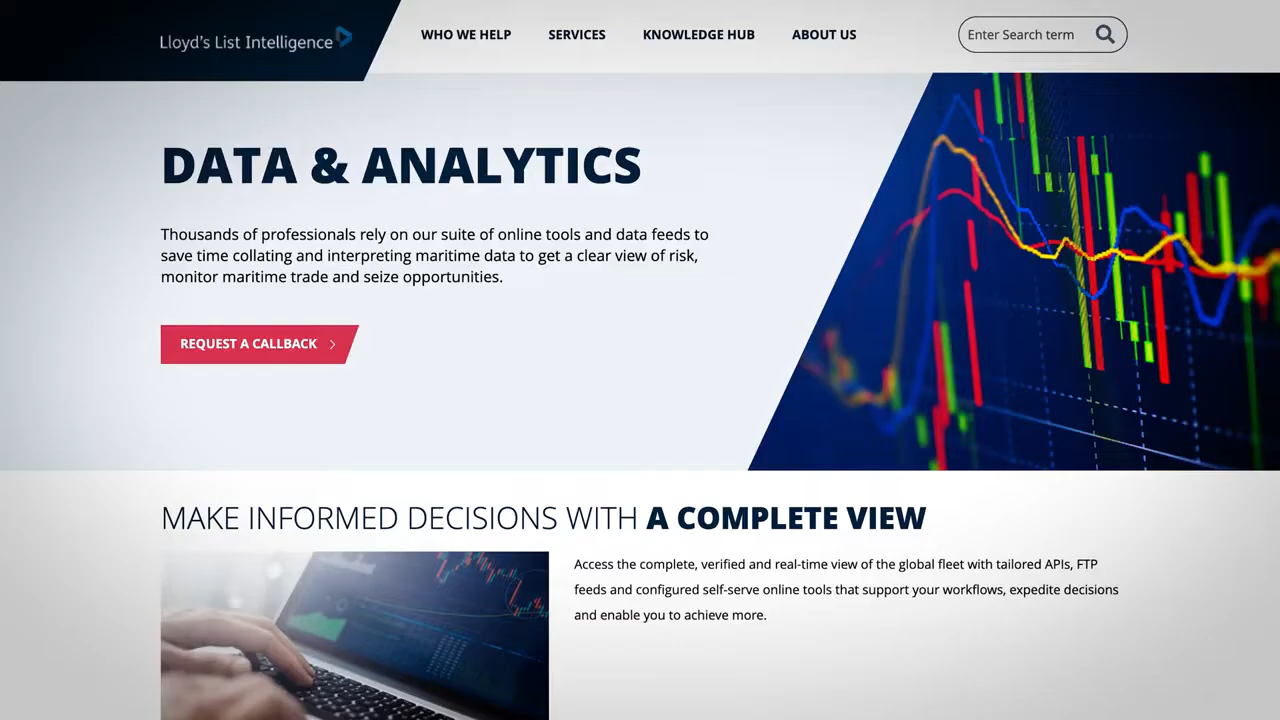 Lloyd's List Intelligence
WHO WE HELP
SERVICES
KNOWLEDGE HUB
ABOUT US
Enter Search term
DATA & ANALYTICS
Thousands of professionals rely on our suite of online tools and data feeds to
save time collating and interpreting maritime data to get a clear view of risk,
monitor maritime trade and seize opportunities.
REQUEST A CALLBACK
MAKE INFORMED DECISIONS WITH A COMPLETE VIEW
Access the complete, verified and real-time view of the global fleet with tailored APIs, FTP
feeds and configured self-serve online tools that support your workflows, expedite decisions
and enable you to achieve more.